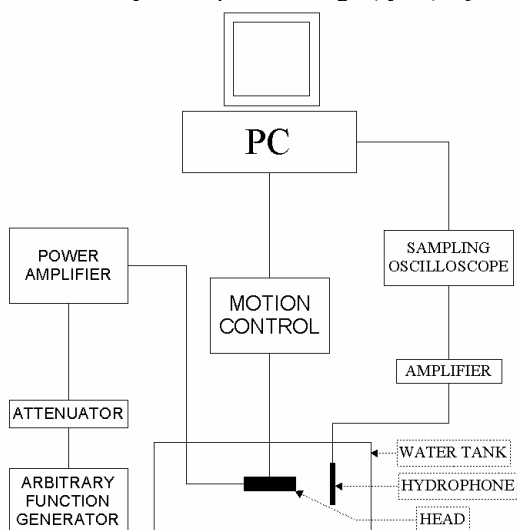 PC
POWER
AMPLIFIER
SAMPLING
OSCILLOSCOPE
MOTION
CONTROL
AMPLIFIER
ATTENUATOR
WATER TANK
ARBITRARY
FUNCTION
GENERATOR
HYDROPHONE
HEAD